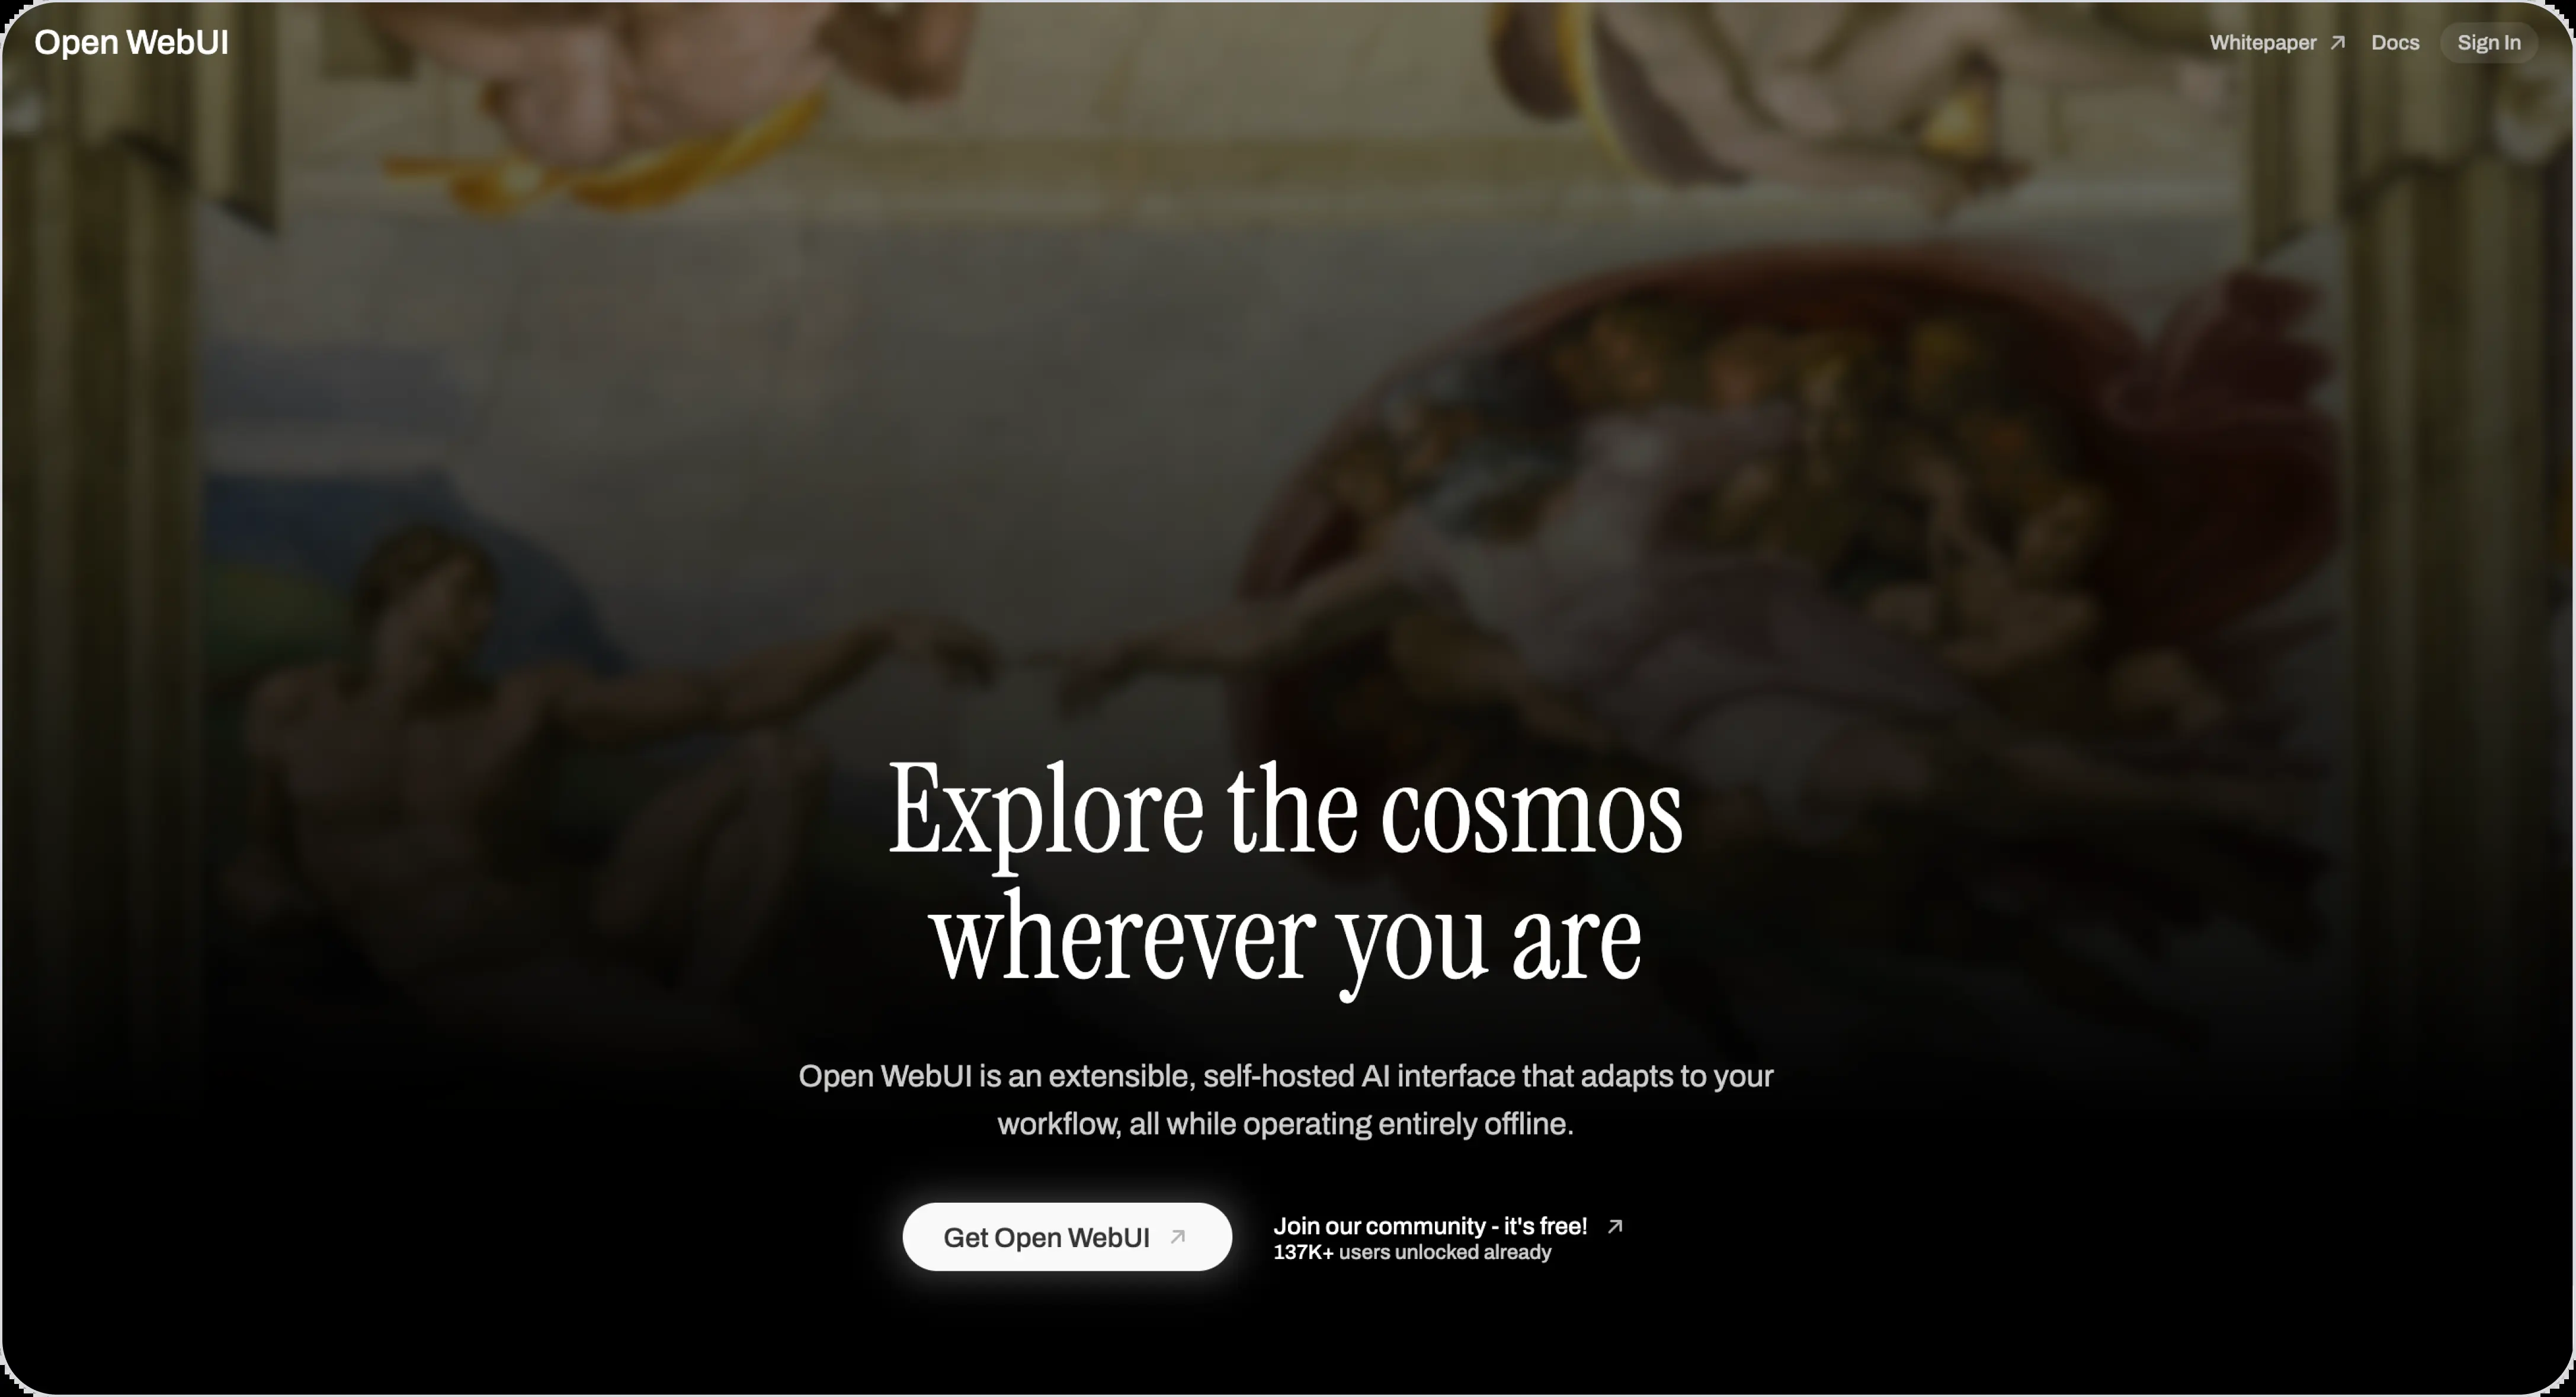 Open WebUI
Whitepaper ↗ Docs Sign In
Explore the cosmos
wherever you are
Open WebUI is an extensible, self-hosted AI interface that adapts to your
workflow, all while operating entirely offline.
Get Open WebUI ↗
Join our community - it's free! ↗
137K+ users unlocked already